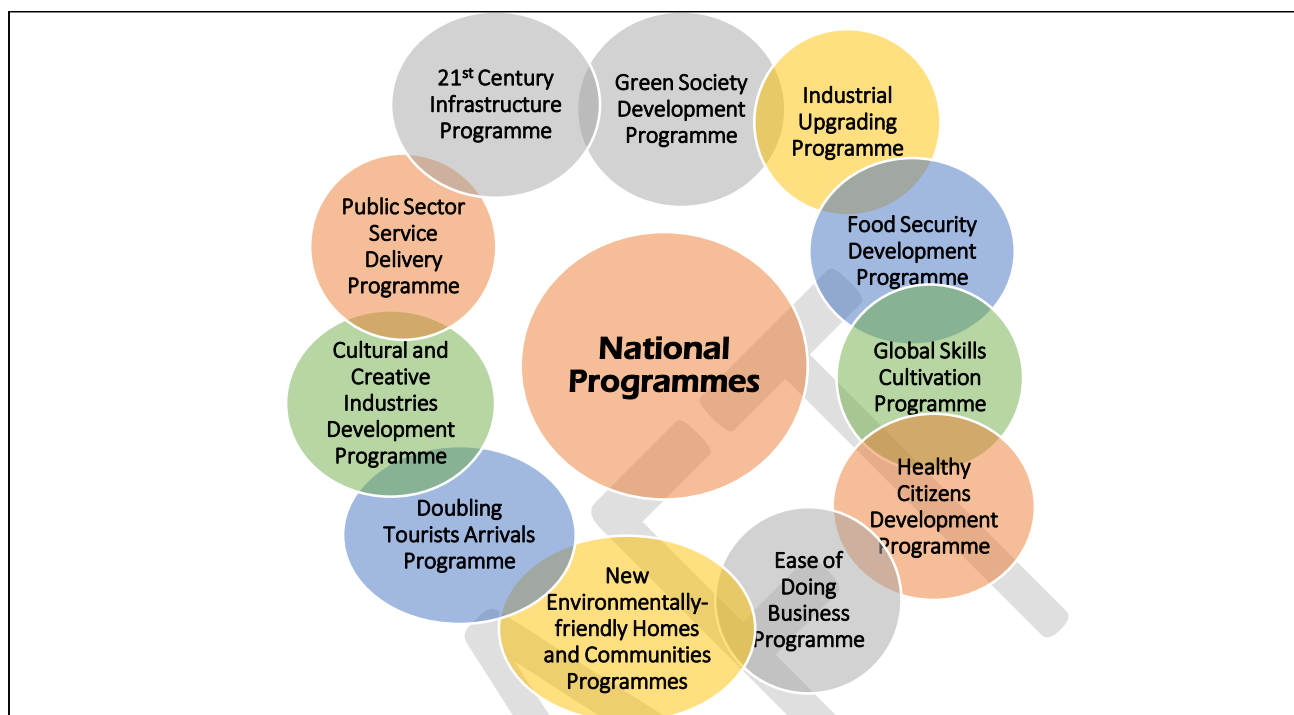 21st Century
Infrastructure
Programme
Green Society
Development
Programme
Industrial
Upgrading
Programme
Food Security
Development
Programme
Global Skills
Cultivation
Programme
Healthy
Citizens
Development
Programme
Ease of
Doing
Business
Programme
New
Environmentally-
friendly Homes
and Communities
Programmes
Doubling
Tourists Arrivals
Programme
Cultural and
Creative
Industries
Development
Programme
Public Sector
Service
Delivery
Programme
National
Programmes